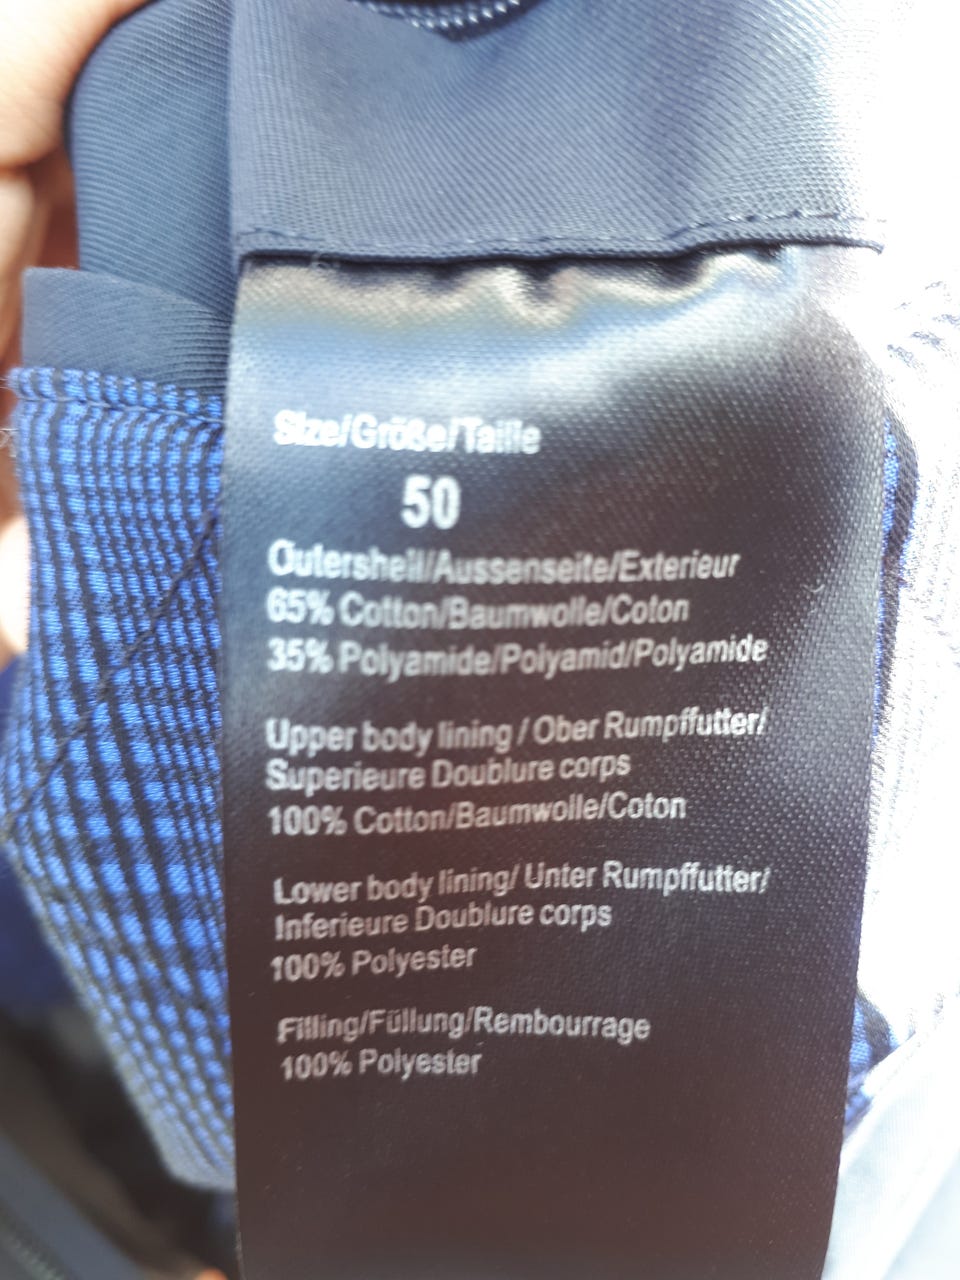 Size/Größe/Taille
50
Outershell/Aussenseite/Exterieur
65% Cotton/Baumwolle/Coton
35% Polyamide/Polyamid/Polyamide
Upper body lining / Ober Rumpffutter/
Superieure Doublure corps
100% Cotton/Baumwolle/Coton
Lower body lining/ Unter Rumpffutter/
Inferieure Doublure corps
100% Polyester
Filling/Füllung/Rembourrage
100% Polyester